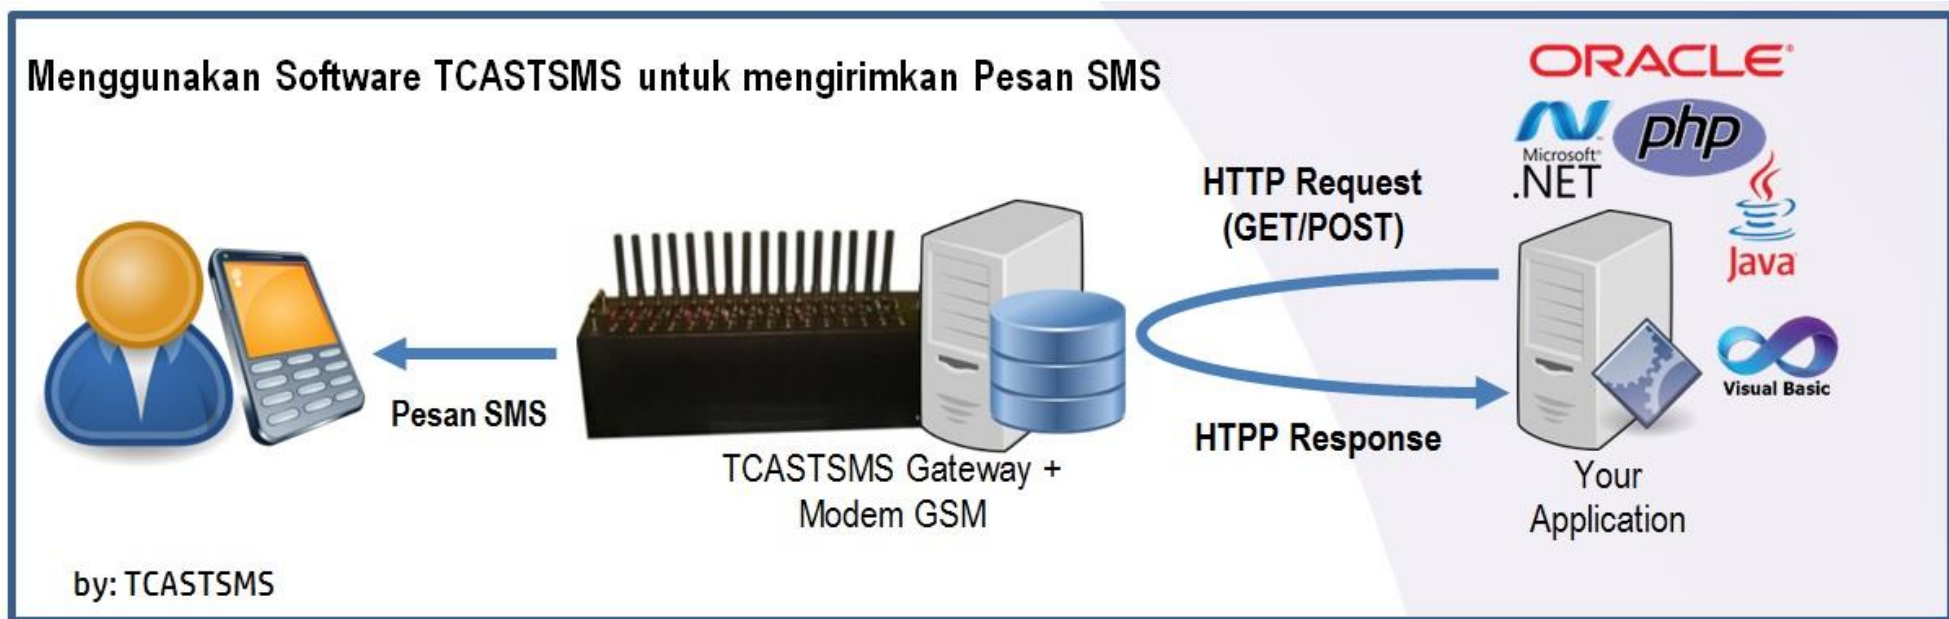 Menggunakan Software TCASTSMS untuk mengirimkan Pesan SMS
ORACLE
Microsoft
.NET
php
Java
Visual Basic
HTTP Request
(GET/POST)
HTPP Response
Pesan SMS
TCASTSMS Gateway +
Modem GSM
Your
Application
by: TCASTSMS